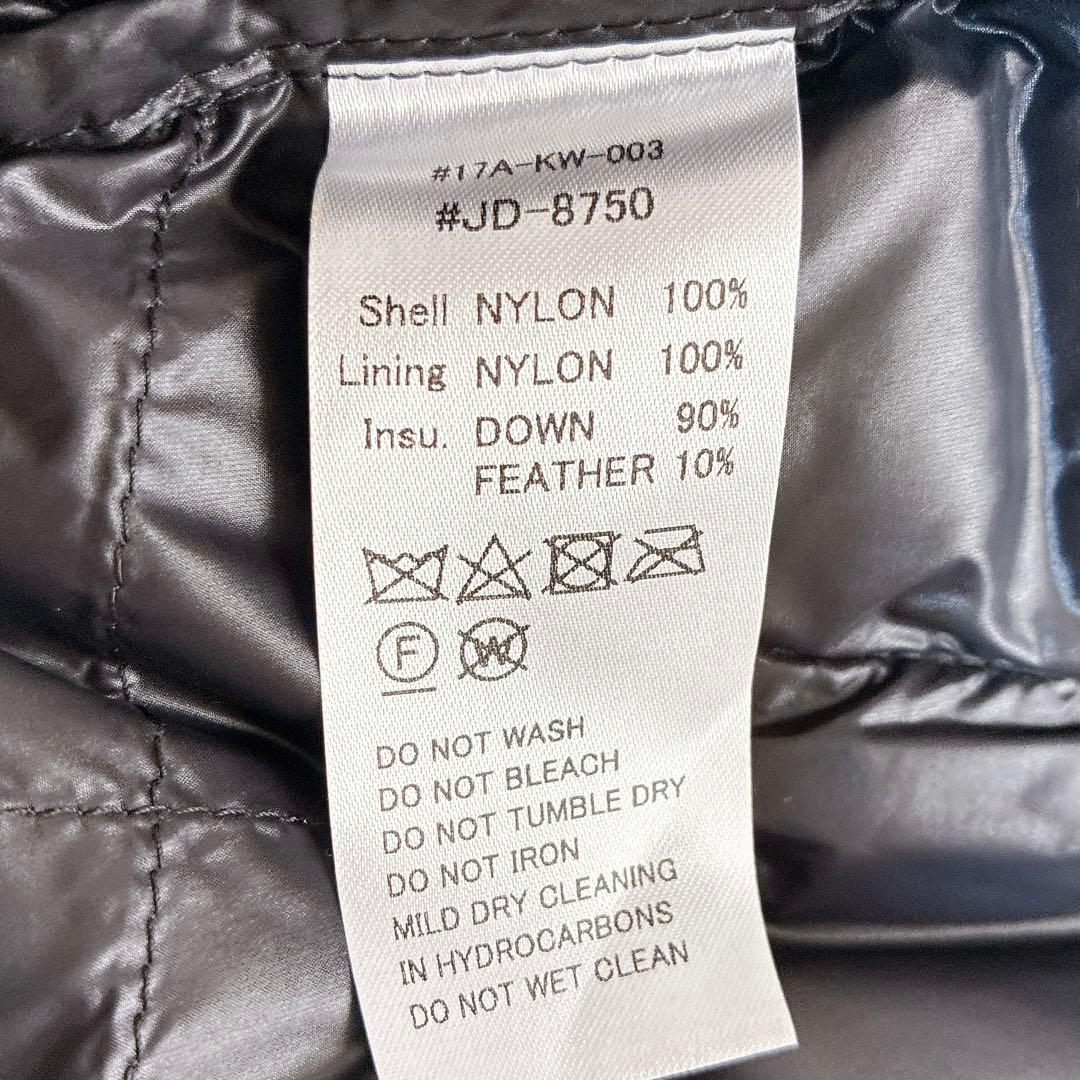 #17A-KW-003
#JD-8750
Shell NYLON 100%
Lining NYLON 100%
Insu. DOWN 90%
FEATHER 10%
F W
DO NOT WASH
DO NOT BLEACH
DO NOT TUMBLE DRY
DO NOT IRON
MILD DRY CLEANING
IN HYDROCARBONS
DO NOT WET CLEAN